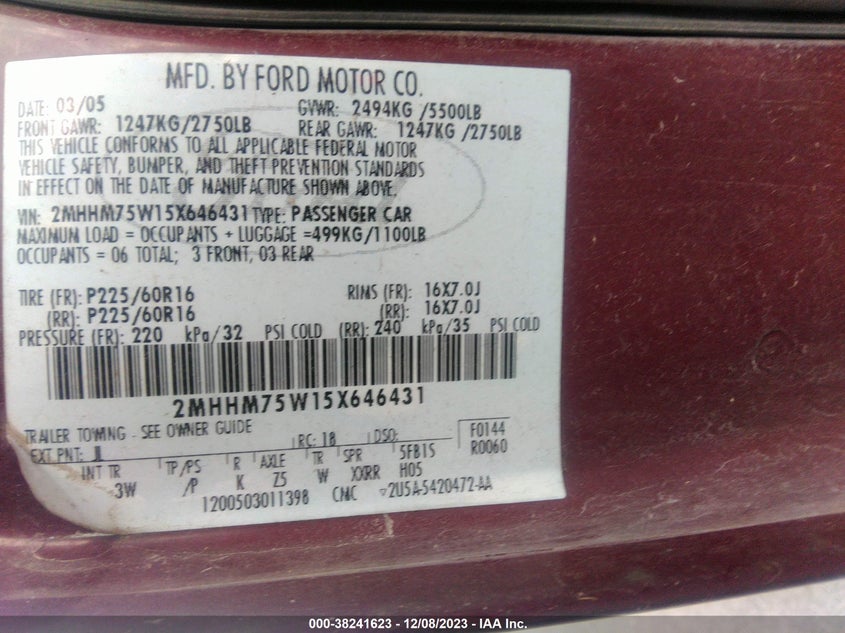 MFD. BY FORD MOTOR CO.
DATE: 03/05 GVWR: 2494KG /5500LB
FRONT GAWR: 1247KG/2750LB REAR GAWR: 1247KG /2750LB
THIS VEHICLE CONFORMS TO ALL APPLICABLE FEDERAL MOTOR
VEHICLE SAFETY, BUMPER, AND THEFT PREVENTION STANDARDS
IN EFFECT ON THE DATE OF MANUFACTURE SHOWN ABOVE.
VIN: 2MHHM75W15X646431 TYPE: PASSENGER CAR
MAXIMUM LOAD = OCCUPANTS + LUGGAGE =499KG/1100LB
OCCUPANTS = 06 TOTAL; 3 FRONT, 03 REAR
TIRE (FR): P225/60R16 RIMS (FR): 16X7.0J
(RR): P225/60R16 (RR): 16X7.0J
PRESSURE (FR): 220 kPa/32 PSI COLD (RR): 240 kPa/35 PSI COLD
2MHHM75W15X646431
TRAILER TOWING - SEE OWNER GUIDE
EXT PNT: RC: 18 DSO: F0144
5FB15 R0060
INT TR TP/PS R AXLE TR SPR H05
3W /P K Z5 W XXRR
1200503011398 CMC 2U5A-5420472-AA
000-38241623 - 12/08/2023 - IAA Inc.